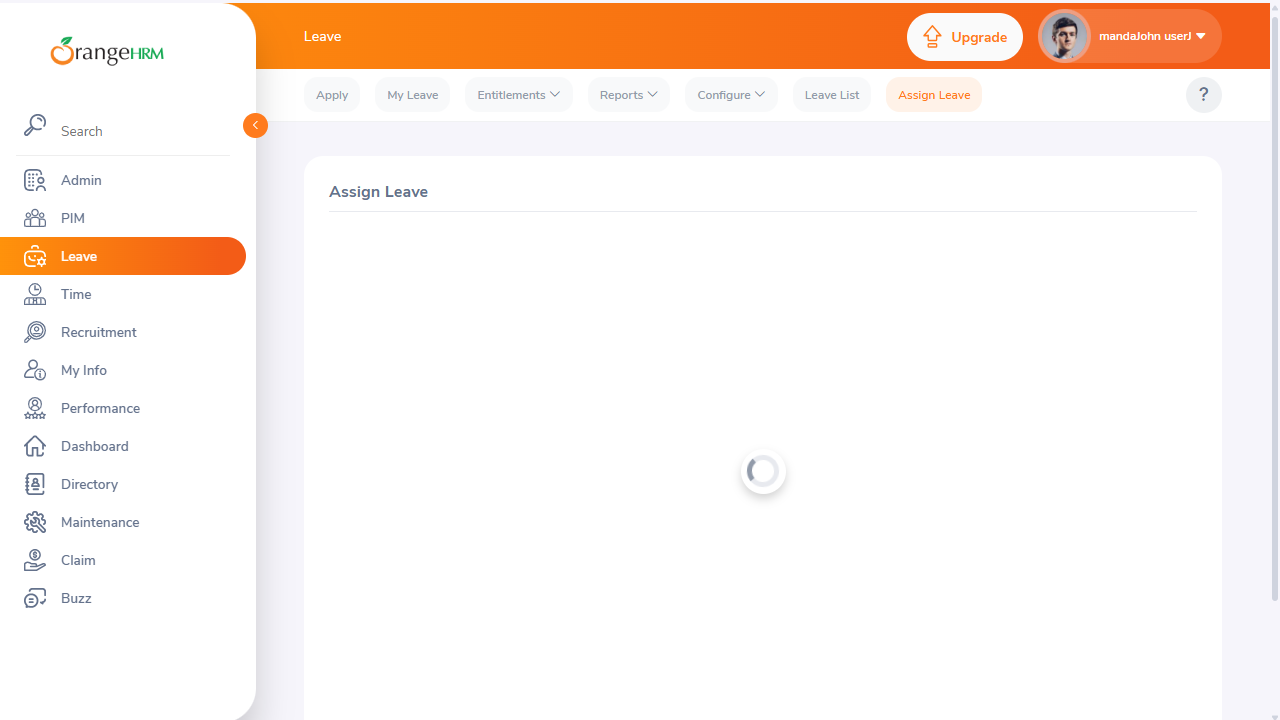 OrangeHRM
Search
Admin
PIM
Leave
Time
Recruitment
My Info
Performance
Dashboard
Directory
Maintenance
Claim
Buzz
Leave
Upgrade
mandaJohn userJ
Apply
My Leave
Entitlements
Reports
Configure
Leave List
Assign Leave
?
Assign Leave